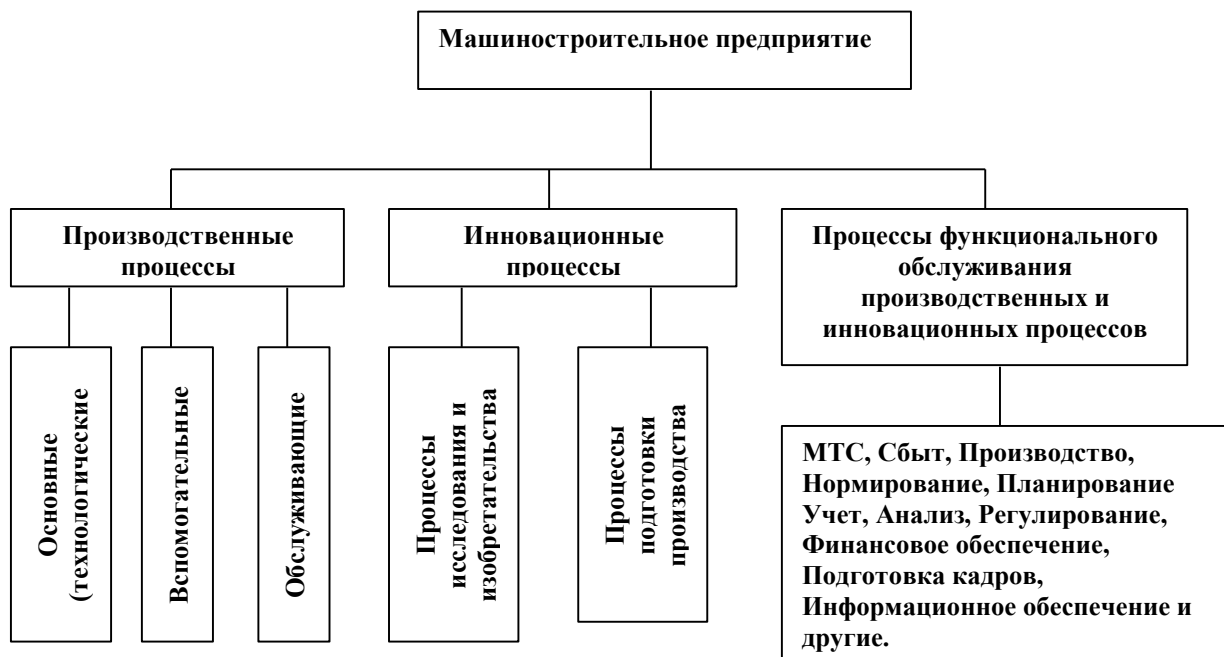 Машиностроительное предприятие
Производственные
процессы
Инновационные
процессы
Процессы функционального
обслуживания
производственных и
инновационных процессов
Основные
(технологические
Вспомогательные
Обслуживающие
Процессы
исследования и
изобретательства
Процессы
подготовки
производства
МТС, Сбыт, Производство,
Нормирование, Планирование
Учет, Анализ, Регулирование,
Финансовое обеспечение,
Подготовка кадров,
Информационное обеспечение и
другие.